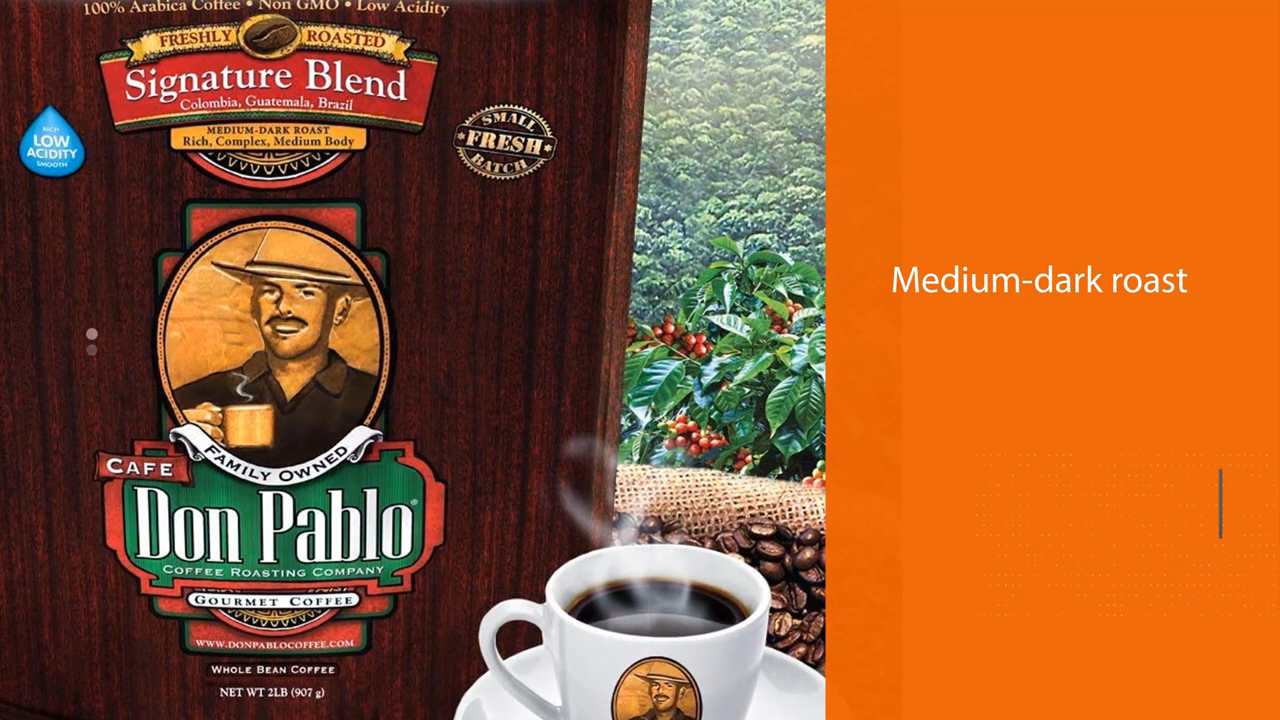 100% Arabica Coffee • Non GMO • Low Acidity
FRESHLY ROASTED
Signature Blend
Colombia, Guatemala, Brazil
MEDIUM-DARK ROAST
Rich, Complex, Medium Body
RICH
LOW
ACIDITY
SMOOTH
SMALL
FRESH
BATCH
FAMILY OWNED
CAFE
Don Pablo®
COFFEE ROASTING COMPANY
GOURMET COFFEE
WWW.DONPABLOCOFFEE.COM
WHOLE BEAN COFFEE
NET WT 2LB (907 g)
Medium-dark roast